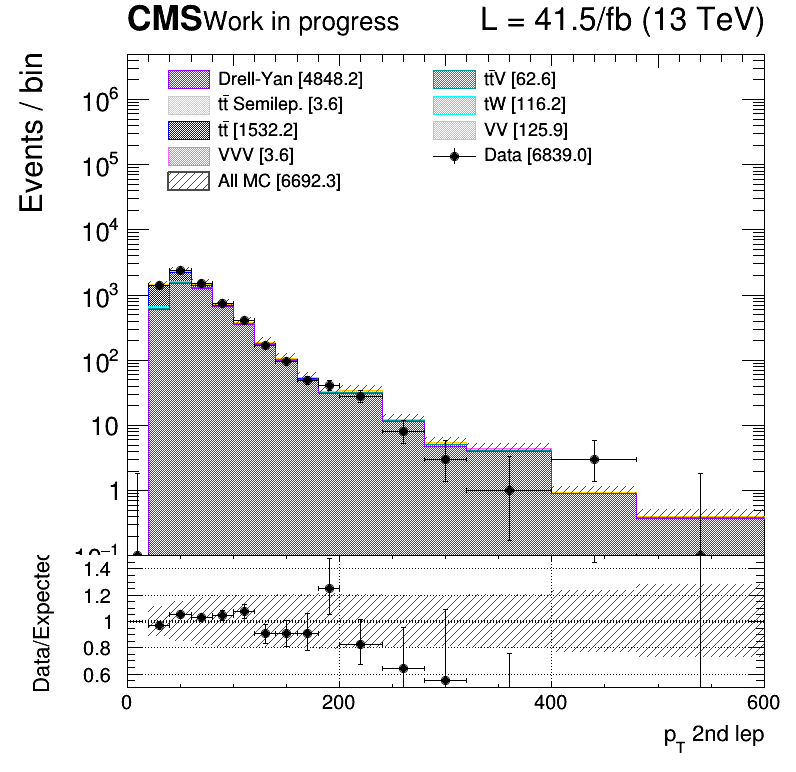 CMS Work in progress L = 41.5/fb (13 TeV)
Events / bin
Drell-Yan [4848.2]
tt̄ Semilep. [3.6]
tt̄ [1532.2]
VVV [3.6]
All MC [6692.3]
tt̄V [62.6]
tW [116.2]
VV [125.9]
Data [6839.0]
10⁶
10⁵
10⁴
10³
10²
10
1
10⁻¹
Data/Expected
1.4
1.2
1
0.8
0.6
0 200 400 600
p_T 2nd lep